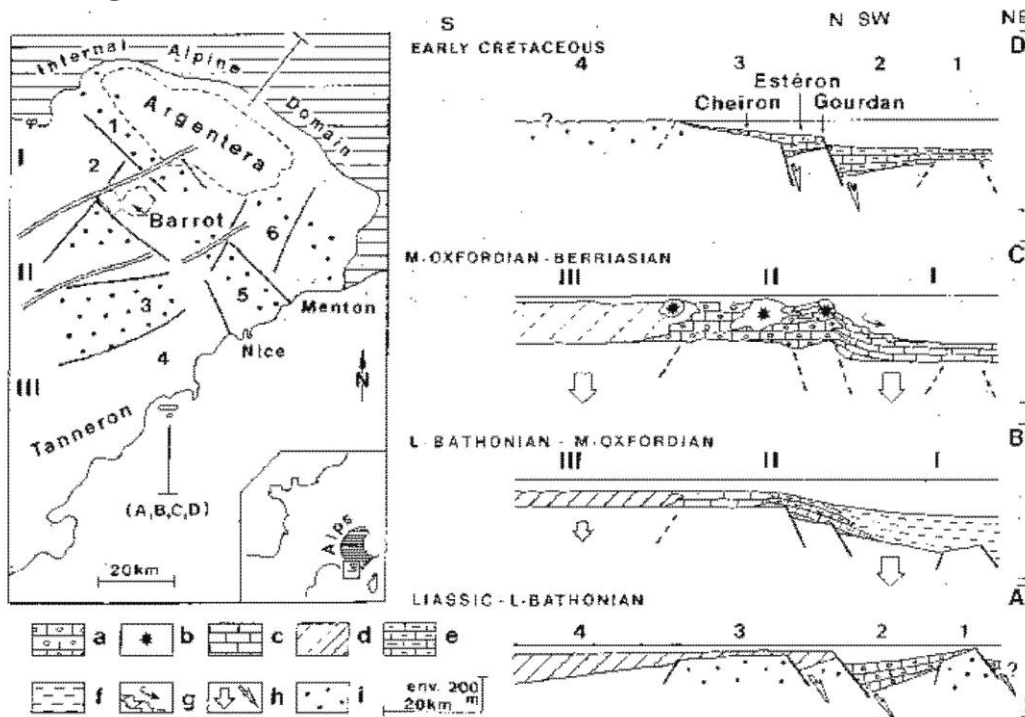 Internal Alpine Domain
Argentera
φ
1
I
2
Barrot
6
II
3
5
Menton
4
Nice
III
N
Tanneron
(A,B,C,D)
20km
Alps
S
N SW
NE
EARLY CRETACEOUS
D
4
3
2
1
Estéron
Cheiron
Gourdan
?
M-OXFORDIAN-BERRIASIAN
C
III
II
I
L-BATHONIAN-M-OXFORDIAN
B
III
II
I
LIASSIC-L-BATHONIAN
A
4
3
2
1
?
a
b
c
d
e
f
g
h
i
env. 200 m
20km